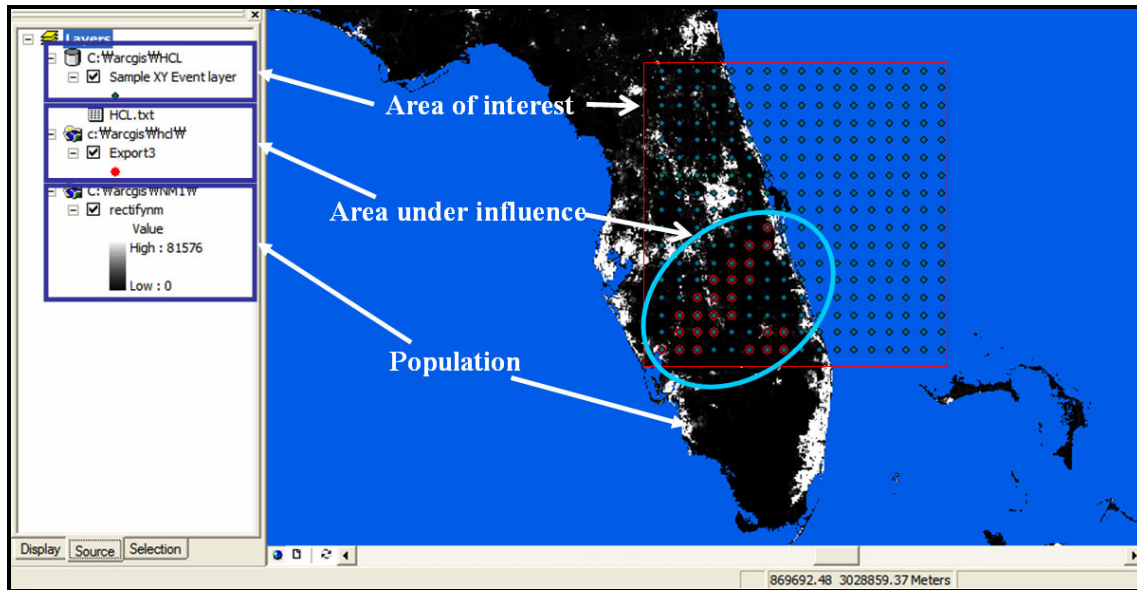 Layers
C:₩arcgis₩HCL
Sample XY Event layer
HCL.txt
c:₩arcgis₩hcl₩
Export3
C:₩arcgis₩NM1₩
rectifynm
Value
High : 81576
Low : 0
Area of interest
Area under influence
Population
Display
Source
Selection
869692.48 3028859.37 Meters